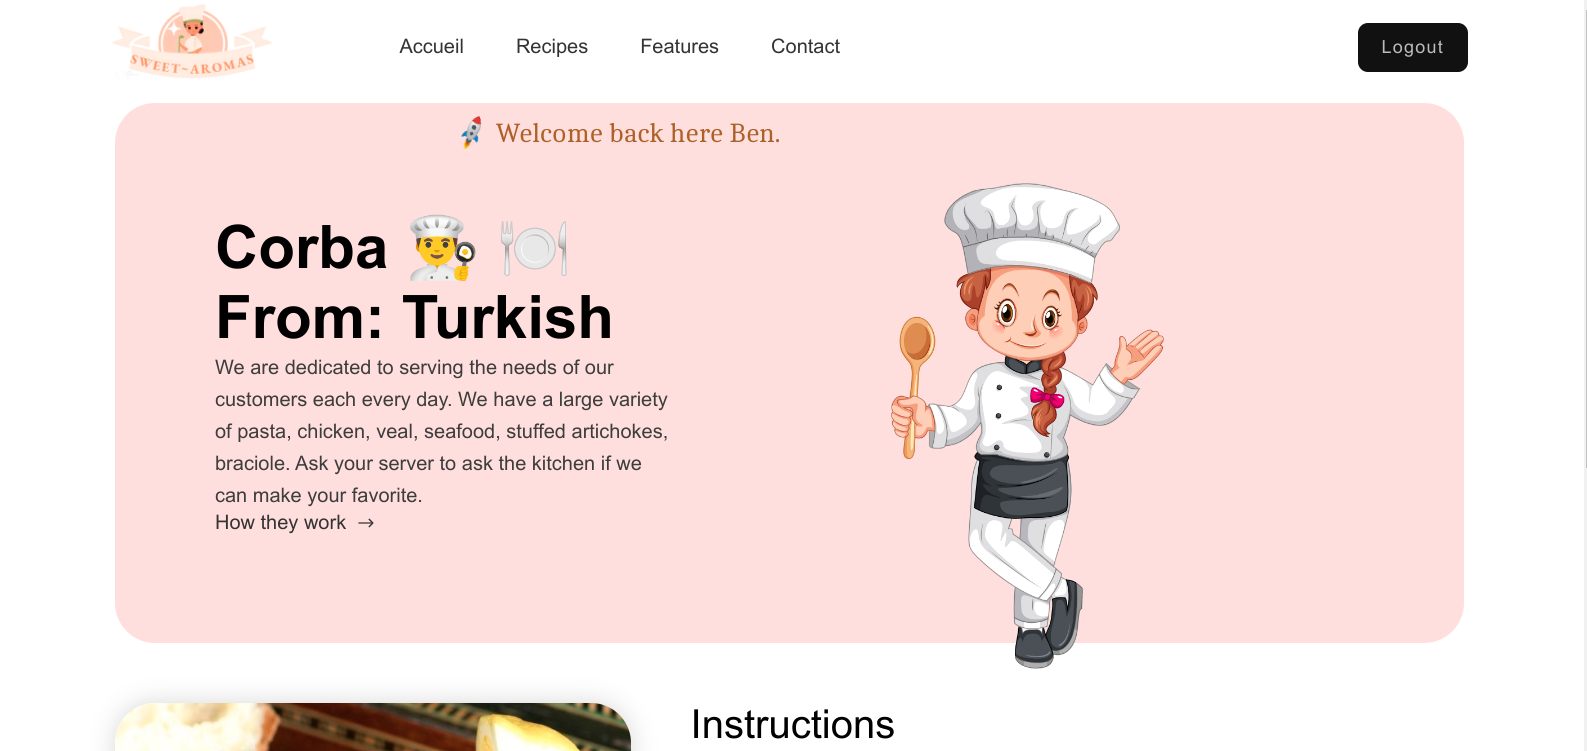 SWEET~AROMAS
Accueil
Recipes
Features
Contact
Logout
🚀 Welcome back here Ben.
Corba 👨‍🍳 🍽️
From: Turkish
We are dedicated to serving the needs of our
customers each every day. We have a large variety
of pasta, chicken, veal, seafood, stuffed artichokes,
braciole. Ask your server to ask the kitchen if we
can make your favorite.
How they work →
Instructions